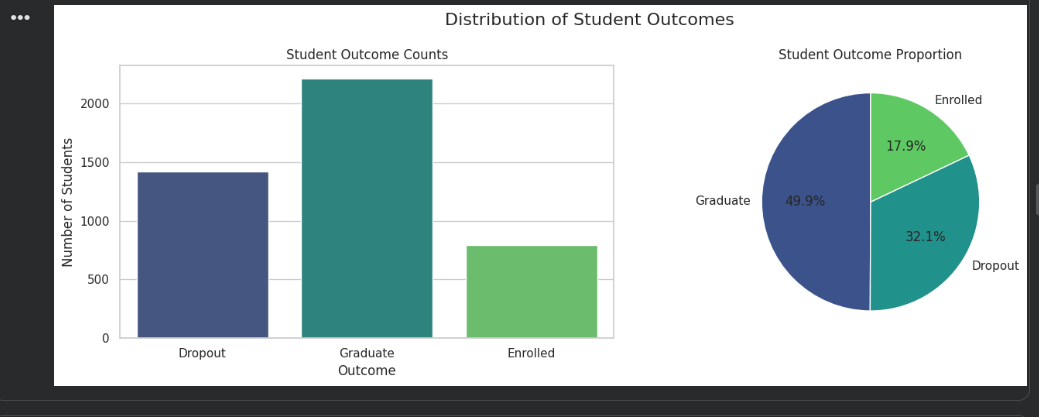 Distribution of Student Outcomes
Student Outcome Counts
Number of Students
2000
1500
1000
500
0
Dropout Graduate Enrolled
Outcome
Student Outcome Proportion
Enrolled
17.9%
Graduate
49.9%
32.1%
Dropout